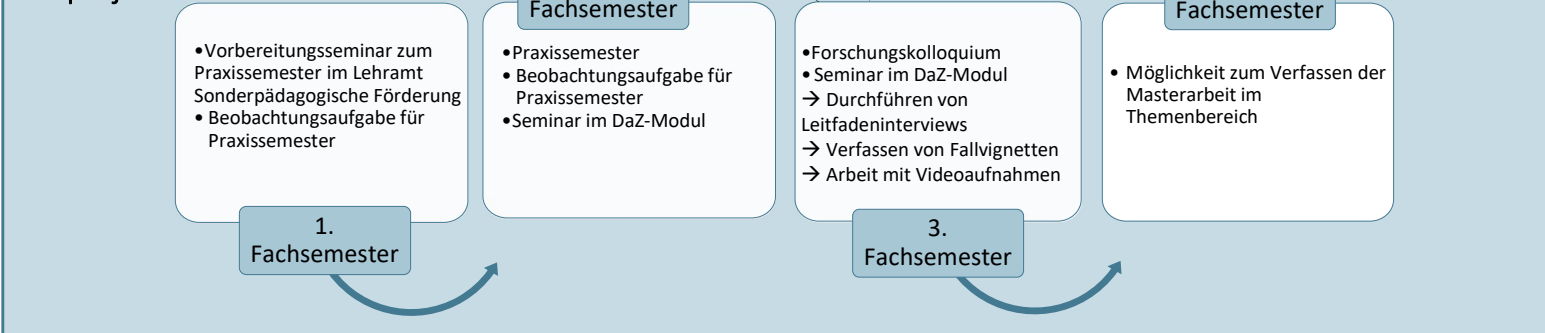 Fachsemester
Fachsemester
•Vorbereitungsseminar zum
Praxissemester im Lehramt
Sonderpädagogische Förderung
• Beobachtungsaufgabe für
Praxissemester
1.
Fachsemester
•Praxissemester
• Beobachtungsaufgabe für
Praxissemester
•Seminar im DaZ-Modul
•Forschungskolloquium
• Seminar im DaZ-Modul
→ Durchführen von
Leitfadeninterviews
→ Verfassen von Fallvignetten
→ Arbeit mit Videoaufnahmen
3.
Fachsemester
• Möglichkeit zum Verfassen der
Masterarbeit im
Themenbereich